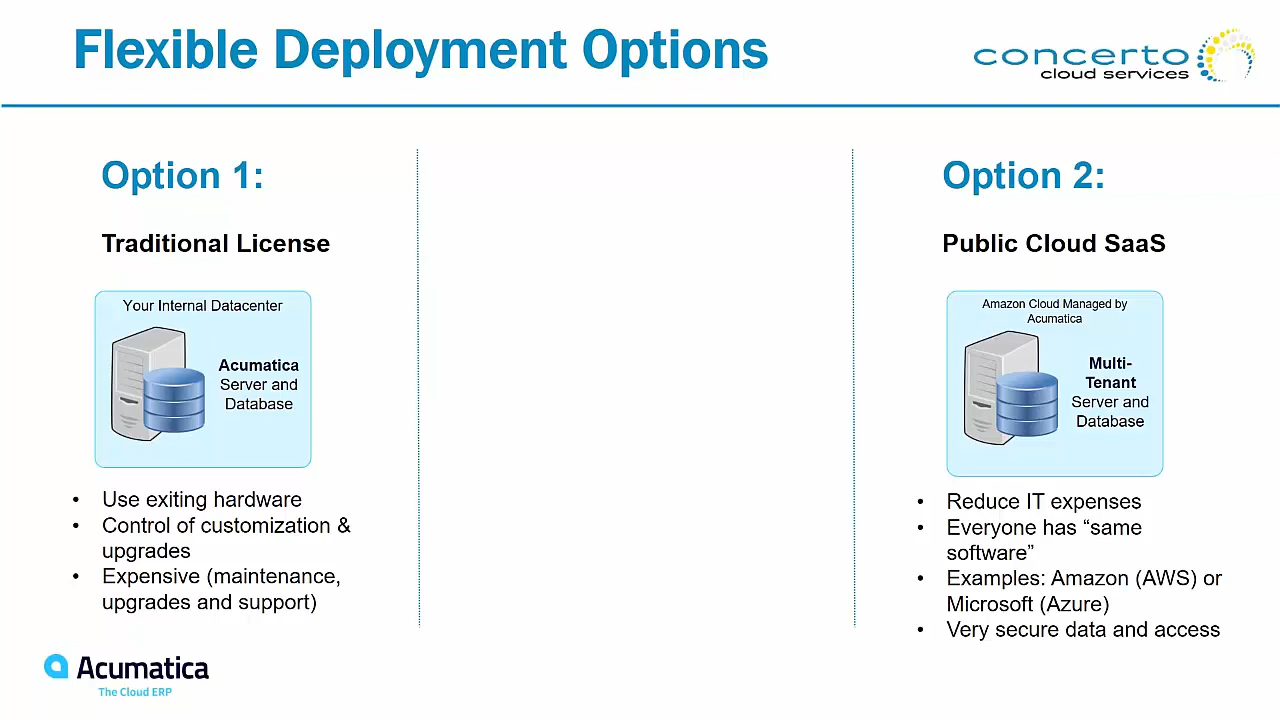 Flexible Deployment Options
concerto
cloud services
Option 1:
Traditional License
Your Internal Datacenter
Acumatica
Server and
Database
• Use exiting hardware
• Control of customization &
upgrades
• Expensive (maintenance,
upgrades and support)
Option 2:
Public Cloud SaaS
Amazon Cloud Managed by
Acumatica
Multi-
Tenant
Server and
Database
• Reduce IT expenses
• Everyone has “same
software”
• Examples: Amazon (AWS) or
Microsoft (Azure)
• Very secure data and access
Acumatica
The Cloud ERP